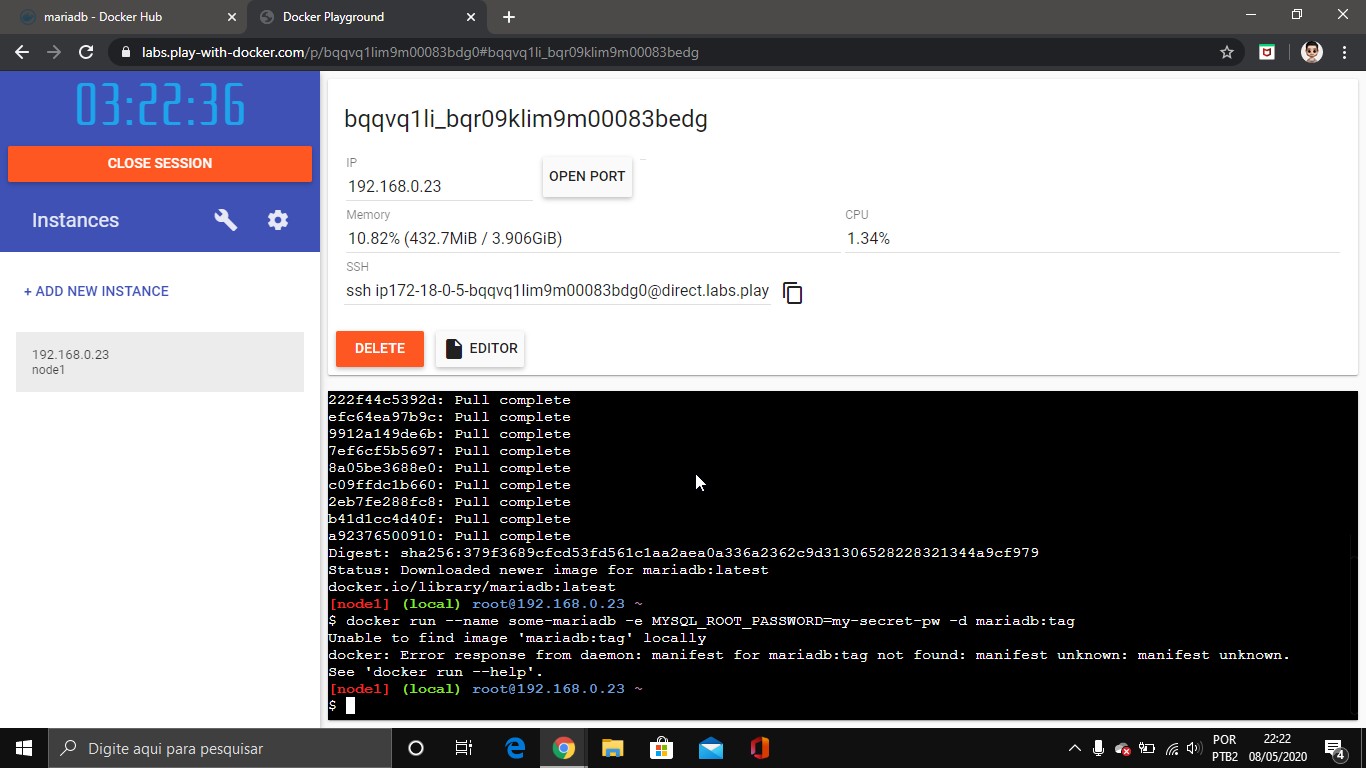 mariadb - Docker Hub
Docker Playground
labs.play-with-docker.com/p/bqqvq1lim9m00083bdg0#bqqvq1li_bqr09klim9m00083bedg
03:22:36
CLOSE SESSION
Instances
+ ADD NEW INSTANCE
192.168.0.23
node1
bqqvq1li_bqr09klim9m00083bedg
IP
192.168.0.23
OPEN PORT
Memory
10.82% (432.7MiB / 3.906GiB)
CPU
1.34%
SSH
ssh ip172-18-0-5-bqqvq1lim9m00083bdg0@direct.labs.play
DELETE
EDITOR
222f44c5392d: Pull complete
efc64ea97b9c: Pull complete
9912a149de6b: Pull complete
7ef6cf5b5697: Pull complete
8a05be3688e0: Pull complete
c09ffdc1b660: Pull complete
2eb7fe288fc8: Pull complete
b41d1cc4d40f: Pull complete
a92376500910: Pull complete
Digest: sha256:379f3689cfcd53fd561c1aa2aea0a336a2362c9d31306528228321344a9cf979
Status: Downloaded newer image for mariadb:latest
docker.io/library/mariadb:latest
[node1] (local) root@192.168.0.23 ~
$ docker run --name some-mariadb -e MYSQL_ROOT_PASSWORD=my-secret-pw -d mariadb:tag
Unable to find image 'mariadb:tag' locally
docker: Error response from daemon: manifest for mariadb:tag not found: manifest unknown: manifest unknown.
See 'docker run --help'.
[node1] (local) root@192.168.0.23 ~
$
Digite aqui para pesquisar
POR
PTB2
22:22
08/05/2020
4